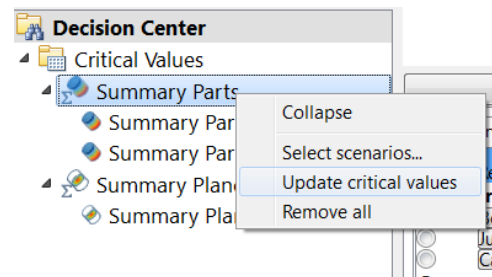 Decision Center
Critical Values
Summary Parts
Collapse
Summary Par
Summary Par
Select scenarios...
Summary Plan
Update critical values
Summary Pla
Remove all